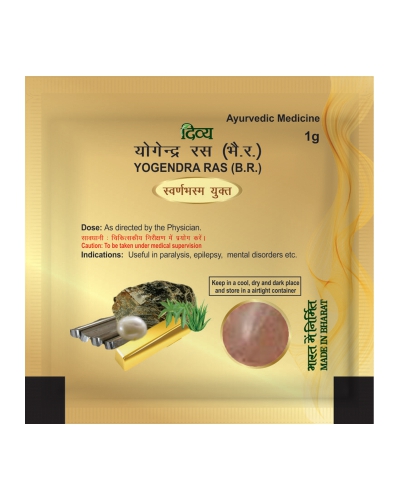 Ayurvedic Medicine
1g
दिव्य
योगेन्द्र रस (भै.र.)
YOGENDRA RAS (B.R.)
स्वर्णभस्म युक्त
Dose: As directed by the Physician.
सावधानी : चिकित्सकीय निरीक्षण में प्रयोग करें।
Caution: To be taken under medical supervision
Indications: Useful in paralysis, epilepsy, mental disorders etc.
Keep in a cool, dry and dark place
and store in a airtight container
भारत में निर्मित
MADE IN BHARAT